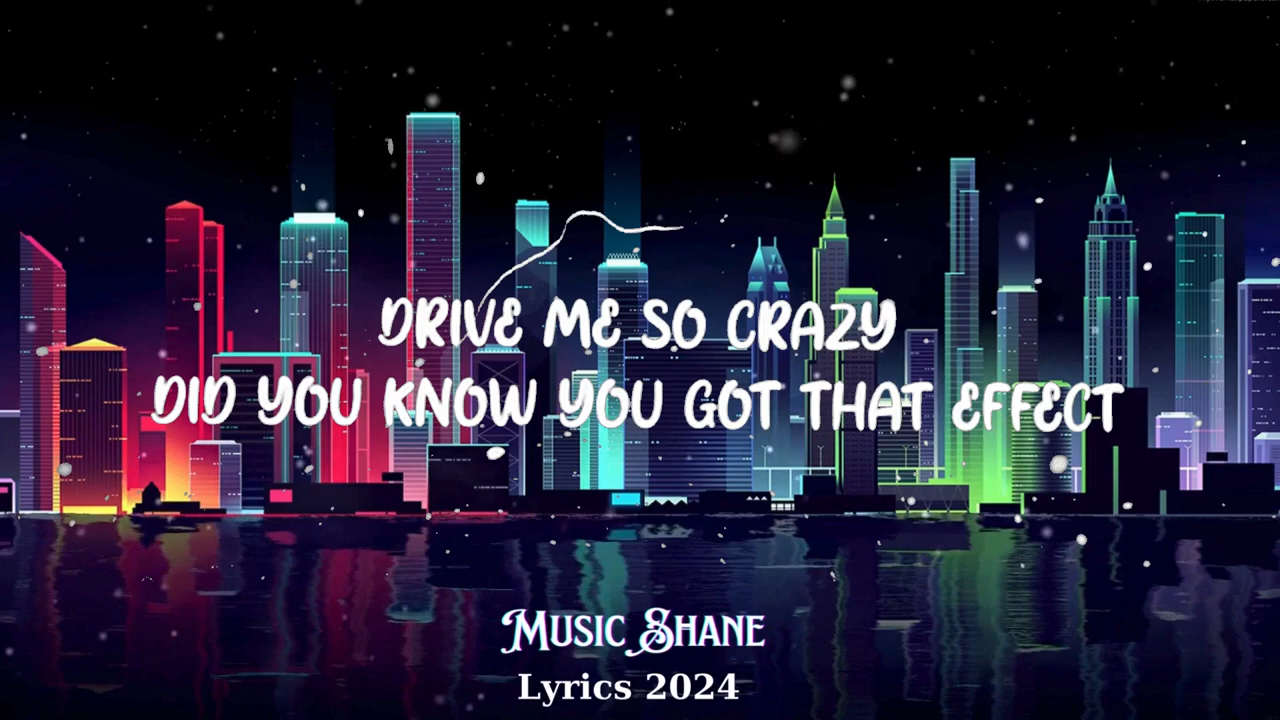 DRIVE ME SO CRAZY
DID YOU KNOW YOU GOT THAT EFFECT
MUSIC SHANE
Lyrics 2024